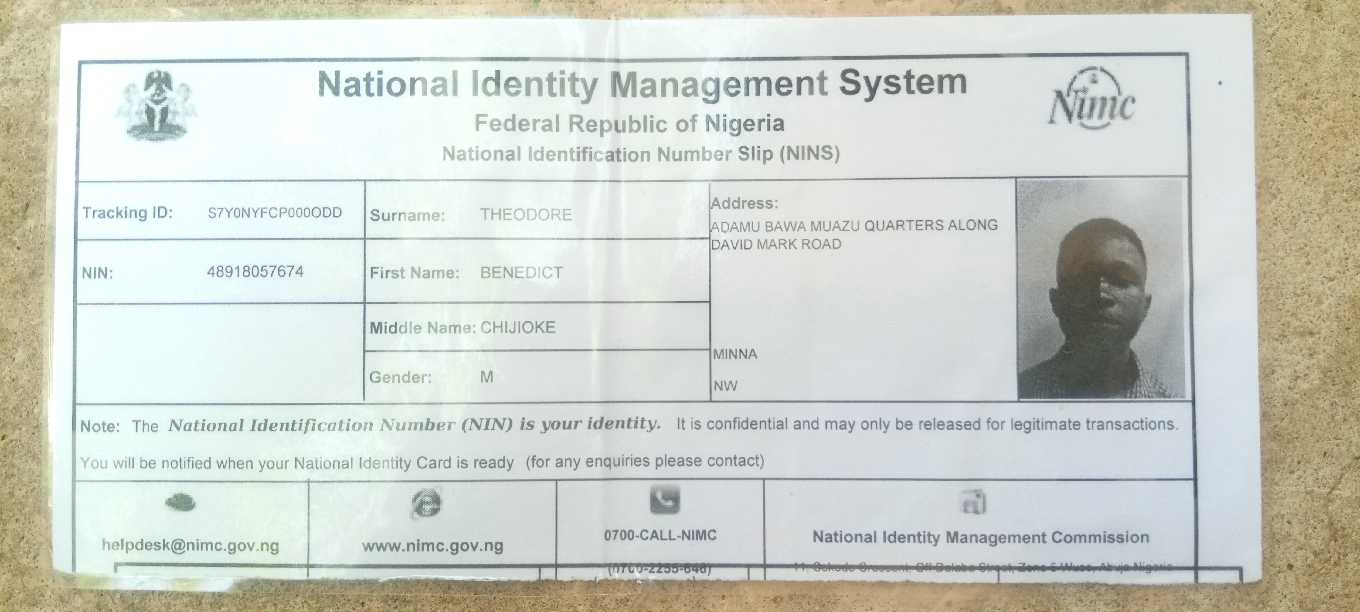 National Identity Management System
Nimc
Federal Republic of Nigeria
National Identification Number Slip (NINS)
Tracking ID: S7Y0NYFCP000ODD
Surname: THEODORE
Address:
ADAMU BAWA MUAZU QUARTERS ALONG
DAVID MARK ROAD
NIN: 48918057674
First Name: BENEDICT
Middle Name: CHIJIOKE
MINNA
Gender: M
NW
Note: The National Identification Number (NIN) is your identity. It is confidential and may only be released for legitimate transactions.
You will be notified when your National Identity Card is ready (for any enquiries please contact)
helpdesk@nimc.gov.ng
www.nimc.gov.ng
0700-CALL-NIMC
(0700-2255-646)
National Identity Management Commission
11, Sokode Crescent, Off Dalaba Street, Zone 5 Wuse, Abuja Nigeria